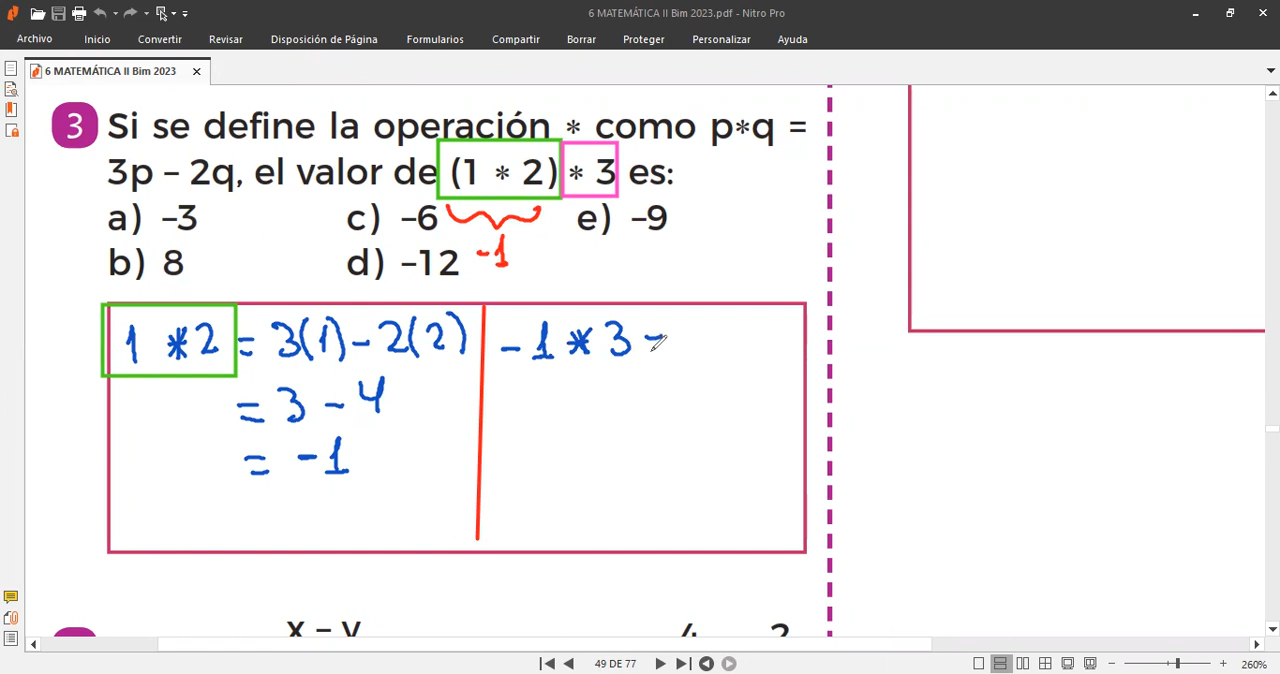 6 MATEMÁTICA II Bim 2023.pdf - Nitro Pro
Archivo Inicio Convertir Revisar Disposición de Página Formularios Compartir Borrar Proteger Personalizar Ayuda
6 MATEMÁTICA II Bim 2023
3 Si se define la operación * como p*q =
3p – 2q, el valor de (1 * 2) * 3 es:
a) –3 c) –6 e) –9
b) 8 d) –12 -1
1 * 2 = 3(1) - 2(2) - 1 * 3 =
= 3 - 4
= -1
x – y 4 2
49 DE 77 260%